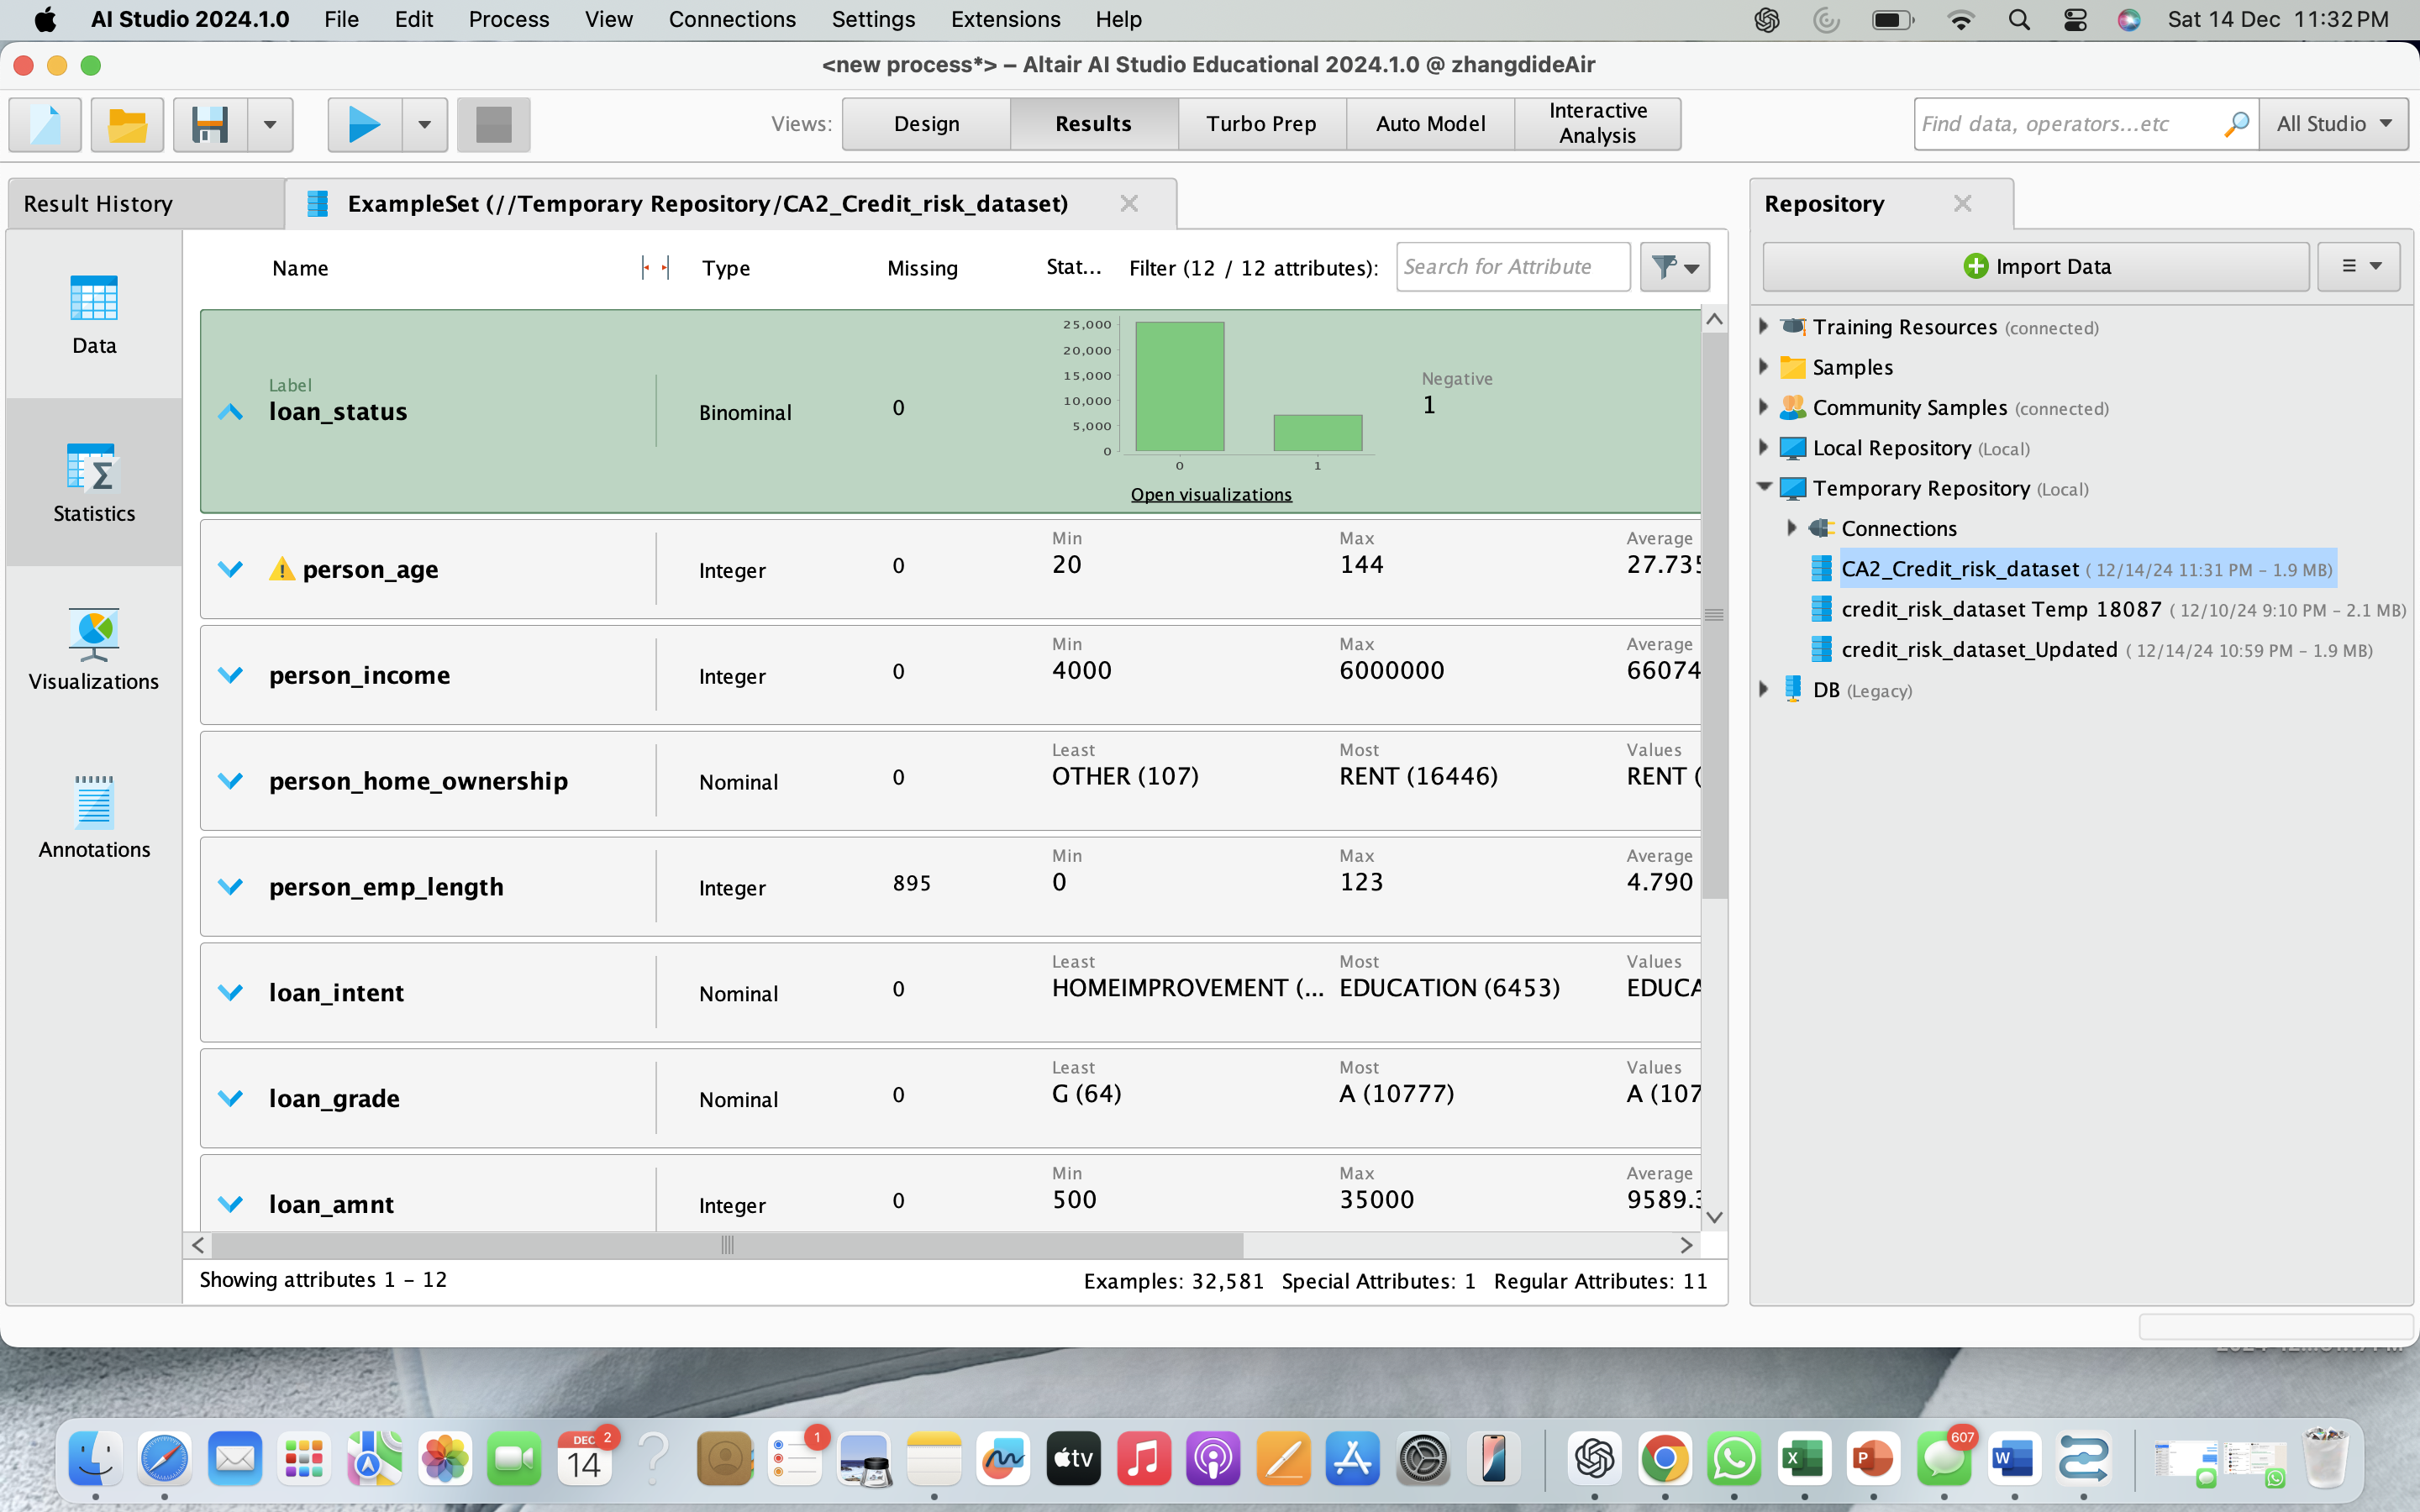 AI Studio 2024.1.0 File Edit Process View Connections Settings Extensions Help Sat 14 Dec 11:32 PM
<new process*> – Altair AI Studio Educational 2024.1.0 @ zhangdideAir
Views: Design Results Turbo Prep Auto Model Interactive Analysis Find data, operators...etc All Studio
Result History ExampleSet (//Temporary Repository/CA2_Credit_risk_dataset)
Data
Statistics
Visualizations
Annotations
Name Type Missing Stat... Filter (12 / 12 attributes): Search for Attribute
25,000
20,000
15,000
10,000
5,000
0
0 1
Label
loan_status Binominal 0
Negative
1
Open visualizations
Min Max Average
person_age Integer 0 20 144 27.735
Min Max Average
person_income Integer 0 4000 6000000 66074
Least Most Values
person_home_ownership Nominal 0 OTHER (107) RENT (16446) RENT (
Min Max Average
person_emp_length Integer 895 0 123 4.790
Least Most Values
loan_intent Nominal 0 HOMEIMPROVEMENT (... EDUCATION (6453) EDUCA
Least Most Values
loan_grade Nominal 0 G (64) A (10777) A (107
Min Max Average
loan_amnt Integer 0 500 35000 9589.3
Showing attributes 1 – 12 Examples: 32,581 Special Attributes: 1 Regular Attributes: 11
Repository
Import Data
Training Resources (connected)
Samples
Community Samples (connected)
Local Repository (Local)
Temporary Repository (Local)
Connections
CA2_Credit_risk_dataset ( 12/14/24 11:31 PM – 1.9 MB)
credit_risk_dataset Temp 18087 ( 12/10/24 9:10 PM – 2.1 MB)
credit_risk_dataset_Updated ( 12/14/24 10:59 PM – 1.9 MB)
DB (Legacy)
DEC
14
2
1
tv
X
P
607
W